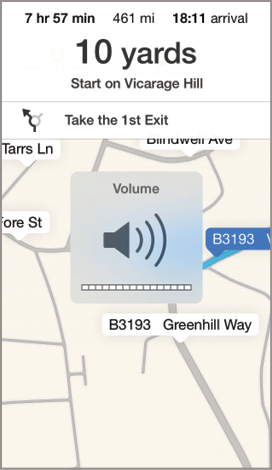 7 hr 57 min 461 mi 18:11 arrival
10 yards
Start on Vicarage Hill
Take the 1st Exit
Blindwell Ave
Tarrs Ln
Volume
Fore St
B3193
B3193 Greenhill Way